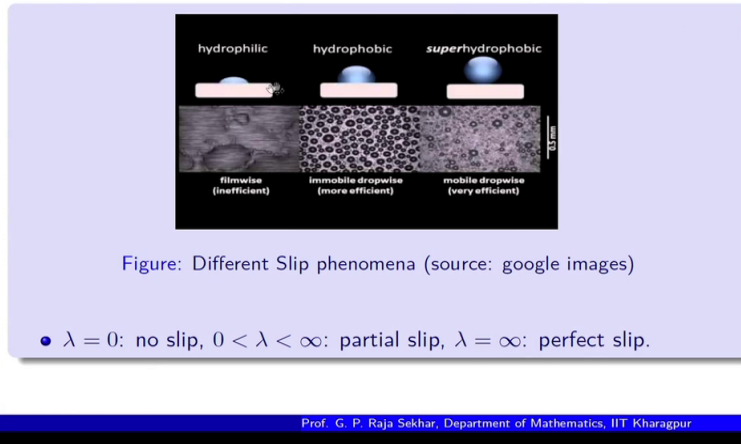 hydrophilic hydrophobic superhydrophobic
0.5 mm
filmwise immobile dropwise mobile dropwise
(inefficient) (more efficient) (very efficient)
Figure: Different Slip phenomena (source: google images)
λ = 0: no slip, 0 < λ < ∞: partial slip, λ = ∞: perfect slip.
Prof. G. P. Raja Sekhar, Department of Mathematics, IIT Kharagpur